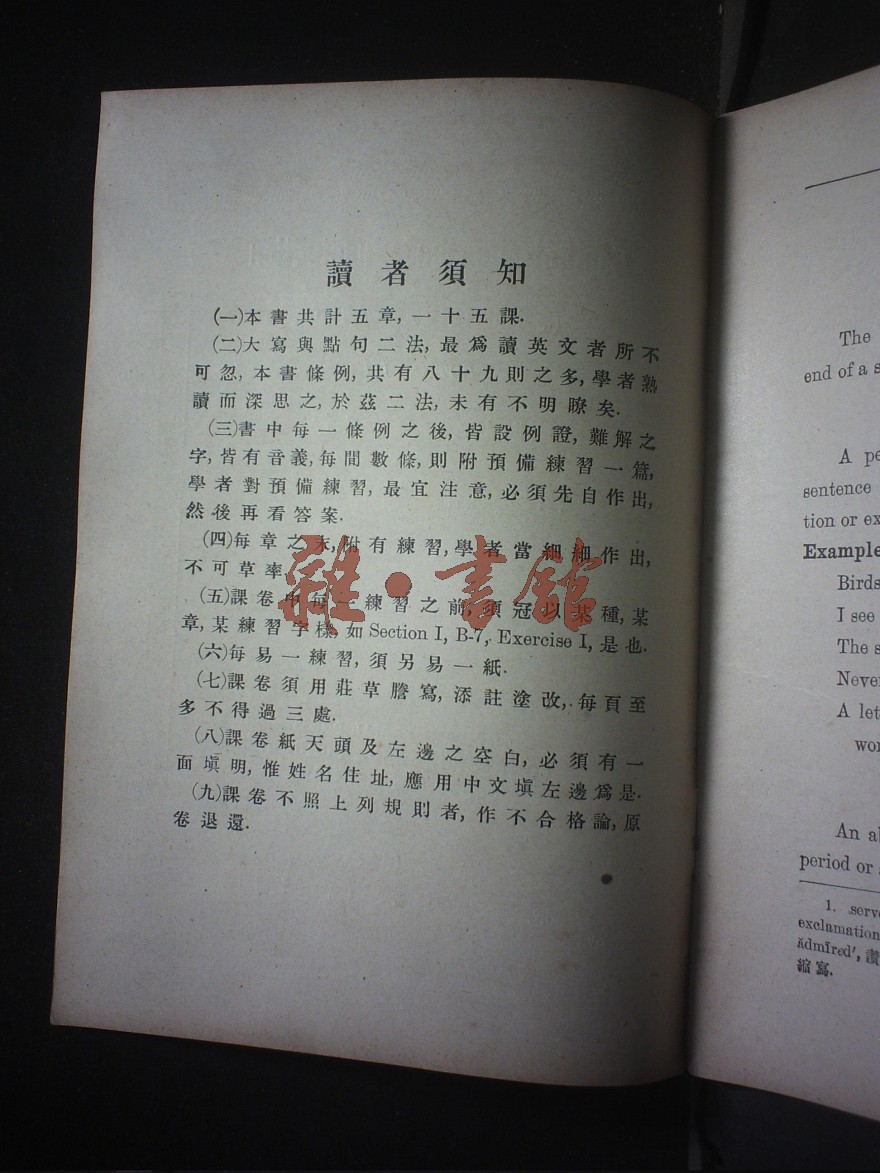 讀者須知
(一)本書共計五章,一十五課.
(二)大寫與點句二法,最爲讀英文者所不
可忽,本書條例,共有八十九則之多,學者熟
讀而深思之,於茲二法,未有不明瞭矣.
(三)書中每一條例之後,皆設例證,難解之
字,皆有音義,每間數條,則附預備練習一篇,
學者對預備練習,最宜注意,必須先自作出,
然後再看答案.
(四)每章之末,附有練習,學者當細細作出,
不可草率.
(五)課卷中每一練習之前,須冠以某種,某
章,某練習字樣,如Section I, B-7, Exercise I,是也.
(六)每易一練習,須另易一紙.
(七)課卷須用莊草謄寫,添註塗改,每頁至
多不得過三處.
(八)課卷紙天頭及左邊之空白,必須有一
面塡明,惟姓名住址,應用中文塡左邊爲是.
(九)課卷不照上列規則者,作不合格論,原
卷退還.
雜·書館
The
end of a s
A pe
sentence
tion or ex
Example
Birds
I see
The s
Neve
A let
wor
An a
period or
1. serv
exclamation
ădmīred′, 讚
縮寫.